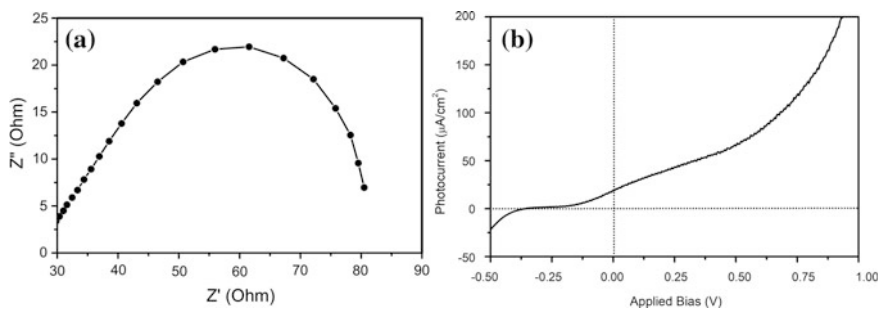 (a)
25
20
15
10
5
0
Z'' (Ohm)
30 40 50 60 70 80 90
Z' (Ohm)
(b)
200
150
100
50
0
-50
Photocurrent (μA/cm²)
-0.50 -0.25 0.00 0.25 0.50 0.75 1.00
Applied Bias (V)